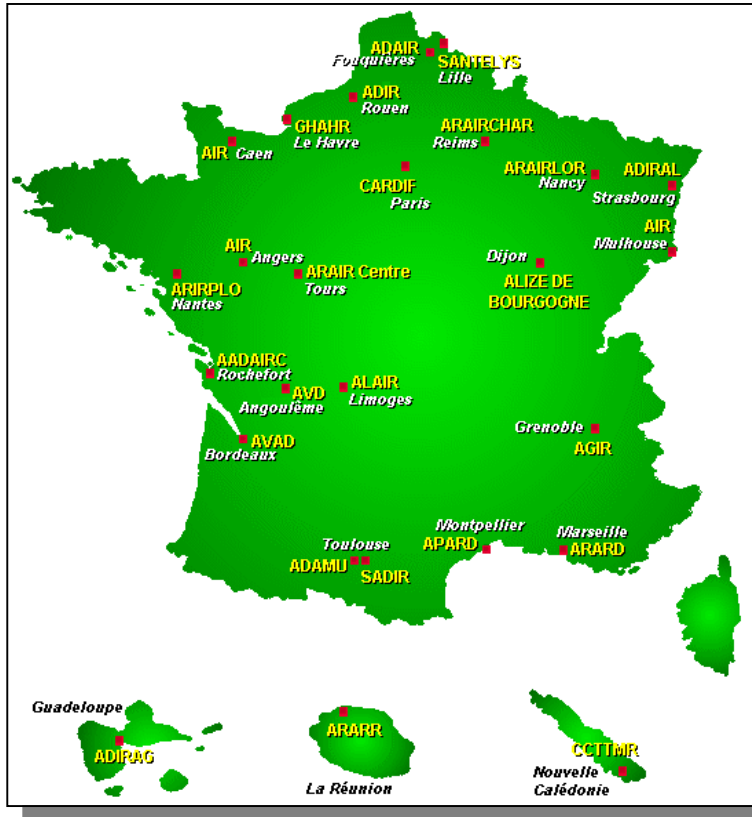 ADAIR
Fouquières
SANTELYS
Lille
ADIR
Rouen
GHAHR
Le Havre
ARAIRCHAR
Reims
AIR Caen
CARDIF
Paris
ARAIRLOR
Nancy
ADIRAL
Strasbourg
AIR
Mulhouse
AIR
Angers
ARAIR Centre
Tours
ARIRPLO
Nantes
Dijon
ALIZE DE
BOURGOGNE
AADAIRC
Rochefort
AVD
Angoulême
ALAIR
Limoges
AVAD
Bordeaux
Grenoble
AGIR
Toulouse
ADAMU
SADIR
Montpellier
APARD
Marseille
ARARD
Guadeloupe
ADIRAG
ARARR
La Réunion
CCTTMR
Nouvelle
Calédonie